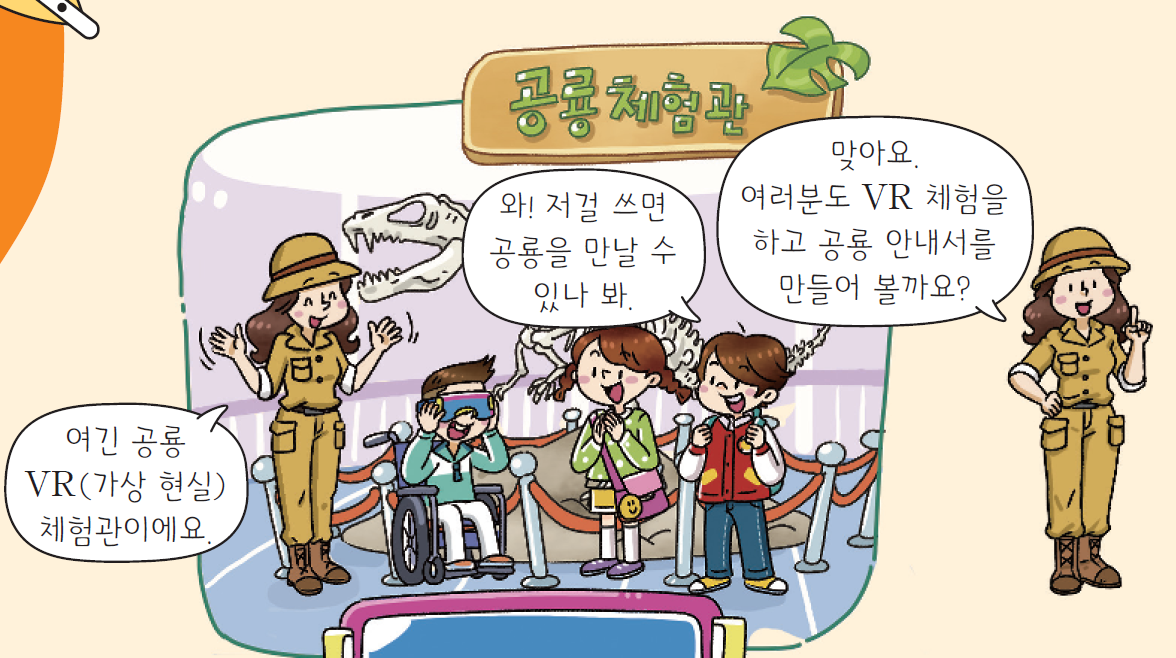 공룡체험관
여긴 공룡
VR(가상 현실)
체험관이에요.
와! 저걸 쓰면
공룡을 만날 수
있나 봐.
맞아요.
여러분도 VR 체험을
하고 공룡 안내서를
만들어 볼까요?